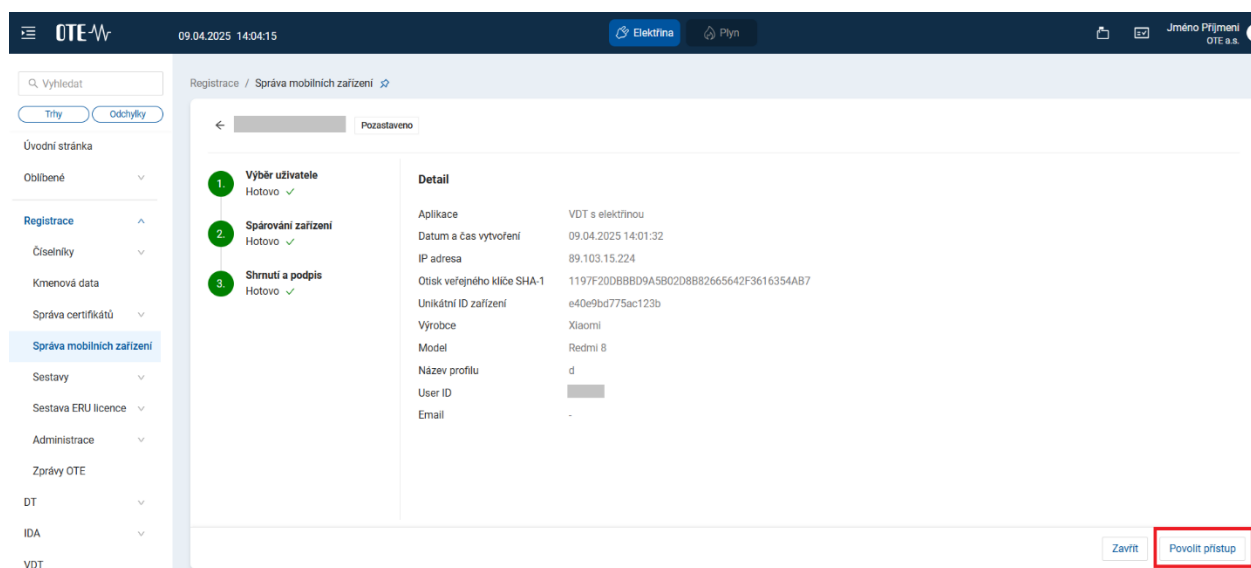 OTE
09.04.2025 14:04:15
Elektřina
Plyn
Jméno Příjmení
OTE a.s.
Vyhledat
Trhy
Odchylky
Úvodní stránka
Oblíbené
Registrace
Číselníky
Kmenová data
Správa certifikátů
Správa mobilních zařízení
Sestavy
Sestava ERU licence
Administrace
Zprávy OTE
DT
IDA
VDT
Registrace / Správa mobilních zařízení
Pozastaveno
1. Výběr uživatele
Hotovo
2. Spárování zařízení
Hotovo
3. Shrnutí a podpis
Hotovo
Detail
Aplikace VDT s elektřinou
Datum a čas vytvoření 09.04.2025 14:01:32
IP adresa 89.103.15.224
Otisk veřejného klíče SHA-1 1197F20DBBBD9A5B02D8B82665642F3616354AB7
Unikátní ID zařízení e40e9bd775ac123b
Výrobce Xiaomi
Model Redmi 8
Název profilu d
User ID
Email -
Zavřít
Povolit přístup